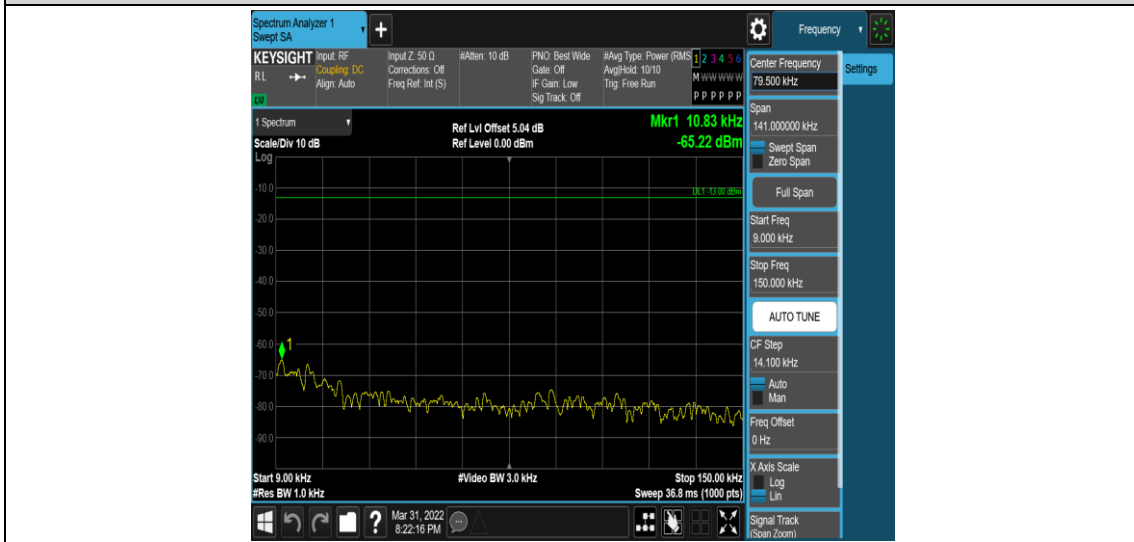 Spectrum Analyzer 1
Swept SA
+
Frequency
KEYSIGHT
RL
Input: RF
Coupling: DC
Align: Auto
Input Z: 50 Ω
Corrections: Off
Freq Ref: Int (S)
#Atten: 10 dB
PNO: Best Wide
Gate: Off
IF Gain: Low
Sig Track: Off
#Avg Type: Power (RMS
Avg|Hold: 10/10
Trig: Free Run
1 2 3 4 5 6
M W W W W W
P P P P P P
1 Spectrum
Scale/Div 10 dB
Log
Ref Lvl Offset 5.04 dB
Ref Level 0.00 dBm
Mkr1 10.83 kHz
-65.22 dBm
DL1 -13.00 dBm
-10.0
-20.0
-30.0
-40.0
-50.0
-60.0
-70.0
-80.0
-90.0
1
Start 9.00 kHz
#Res BW 1.0 kHz
#Video BW 3.0 kHz
Stop 150.00 kHz
Sweep 36.8 ms (1000 pts)
Mar 31, 2022
8:22:16 PM
?
Center Frequency
79.500 kHz
Settings
Span
141.000000 kHz
Swept Span
Zero Span
Full Span
Start Freq
9.000 kHz
Stop Freq
150.000 kHz
AUTO TUNE
CF Step
14.100 kHz
Auto
Man
Freq Offset
0 Hz
X Axis Scale
Log
Lin
Signal Track
(Span Zoom)